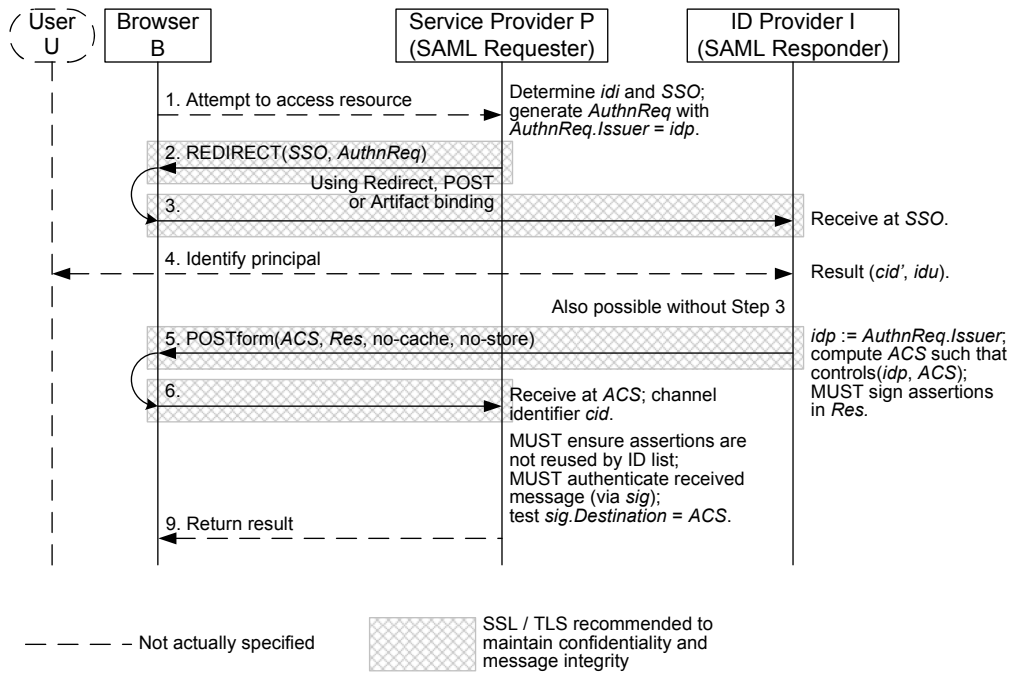 User
U
Browser
B
Service Provider P
(SAML Requester)
ID Provider I
(SAML Responder)
1. Attempt to access resource
Determine idi and SSO;
generate AuthnReq with
AuthnReq.Issuer = idp.
2. REDIRECT(SSO, AuthnReq)
Using Redirect, POST
or Artifact binding
3.
Receive at SSO.
4. Identify principal
Result (cid', idu).
Also possible without Step 3
5. POSTform(ACS, Res, no-cache, no-store)
idp := AuthnReq.Issuer;
compute ACS such that
controls(idp, ACS);
MUST sign assertions
in Res.
6.
Receive at ACS; channel
identifier cid.
MUST ensure assertions are
not reused by ID list;
MUST authenticate received
message (via sig);
test sig.Destination = ACS.
9. Return result
Not actually specified
SSL / TLS recommended to
maintain confidentiality and
message integrity